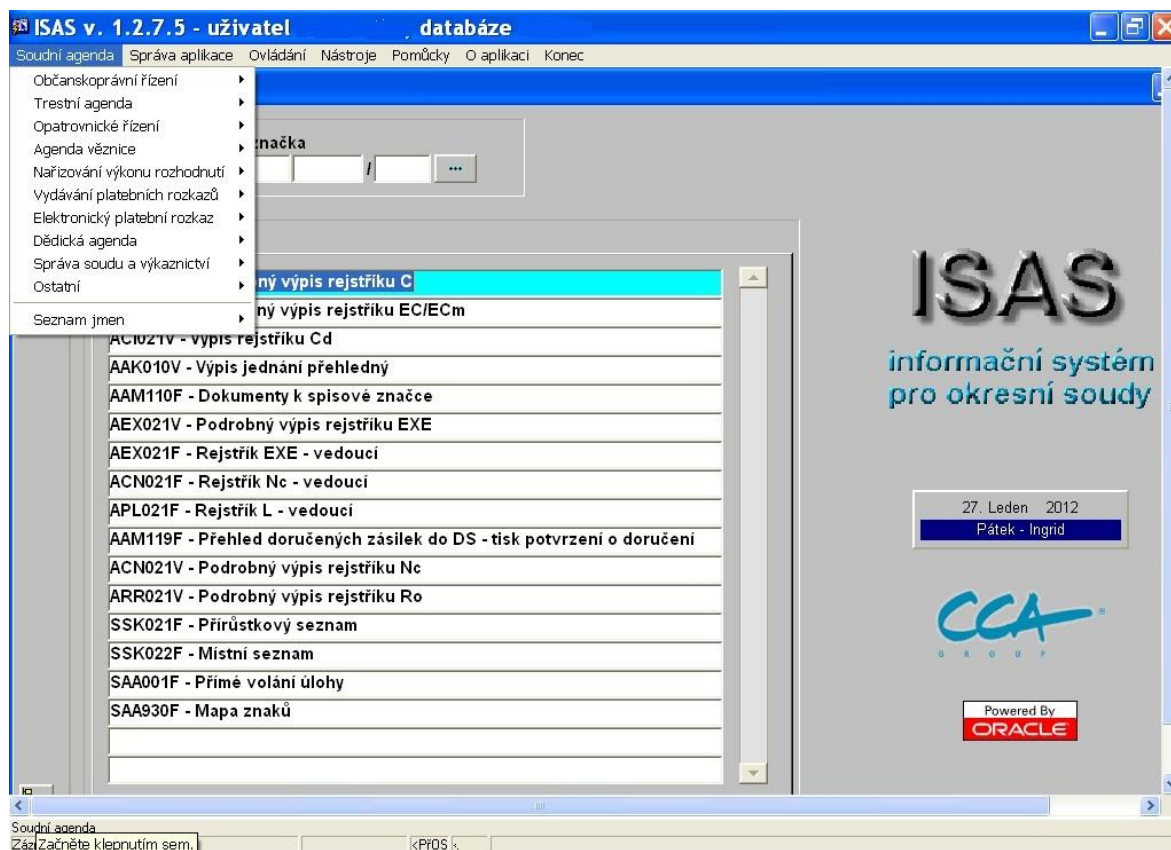 ISAS v. 1.2.7.5 - uživatel , databáze
Soudní agenda Správa aplikace Ovládání Nástroje Pomůcky O aplikaci Konec
Občanskoprávní řízení
Trestní agenda
Opatrovnické řízení
Agenda věznice
Nařizování výkonu rozhodnutí
Vydávání platebních rozkazů
Elektronický platební rozkaz
Dědická agenda
Správa soudu a výkaznictví
Ostatní
Seznam jmen
značka
/ ...
ný výpis rejstříku C
ný výpis rejstříku EC/ECm
ACI021V - Výpis rejstříku Cd
AAK010V - Výpis jednání přehledný
AAM110F - Dokumenty k spisové značce
AEX021V - Podrobný výpis rejstříku EXE
AEX021F - Rejstřík EXE - vedoucí
ACN021F - Rejstřík Nc - vedoucí
APL021F - Rejstřík L - vedoucí
AAM119F - Přehled doručených zásilek do DS - tisk potvrzení o doručení
ACN021V - Podrobný výpis rejstříku Nc
ARR021V - Podrobný výpis rejstříku Ro
SSK021F - Přírůstkový seznam
SSK022F - Místní seznam
SAA001F - Přímé volání úlohy
SAA930F - Mapa znaků
ISAS
informační systém
pro okresní soudy
27. Leden 2012
Pátek - Ingrid
CCA
GROUP
Powered By
ORACLE
Soudní agenda
Začněte klepnutím sem.
<PřOS <.